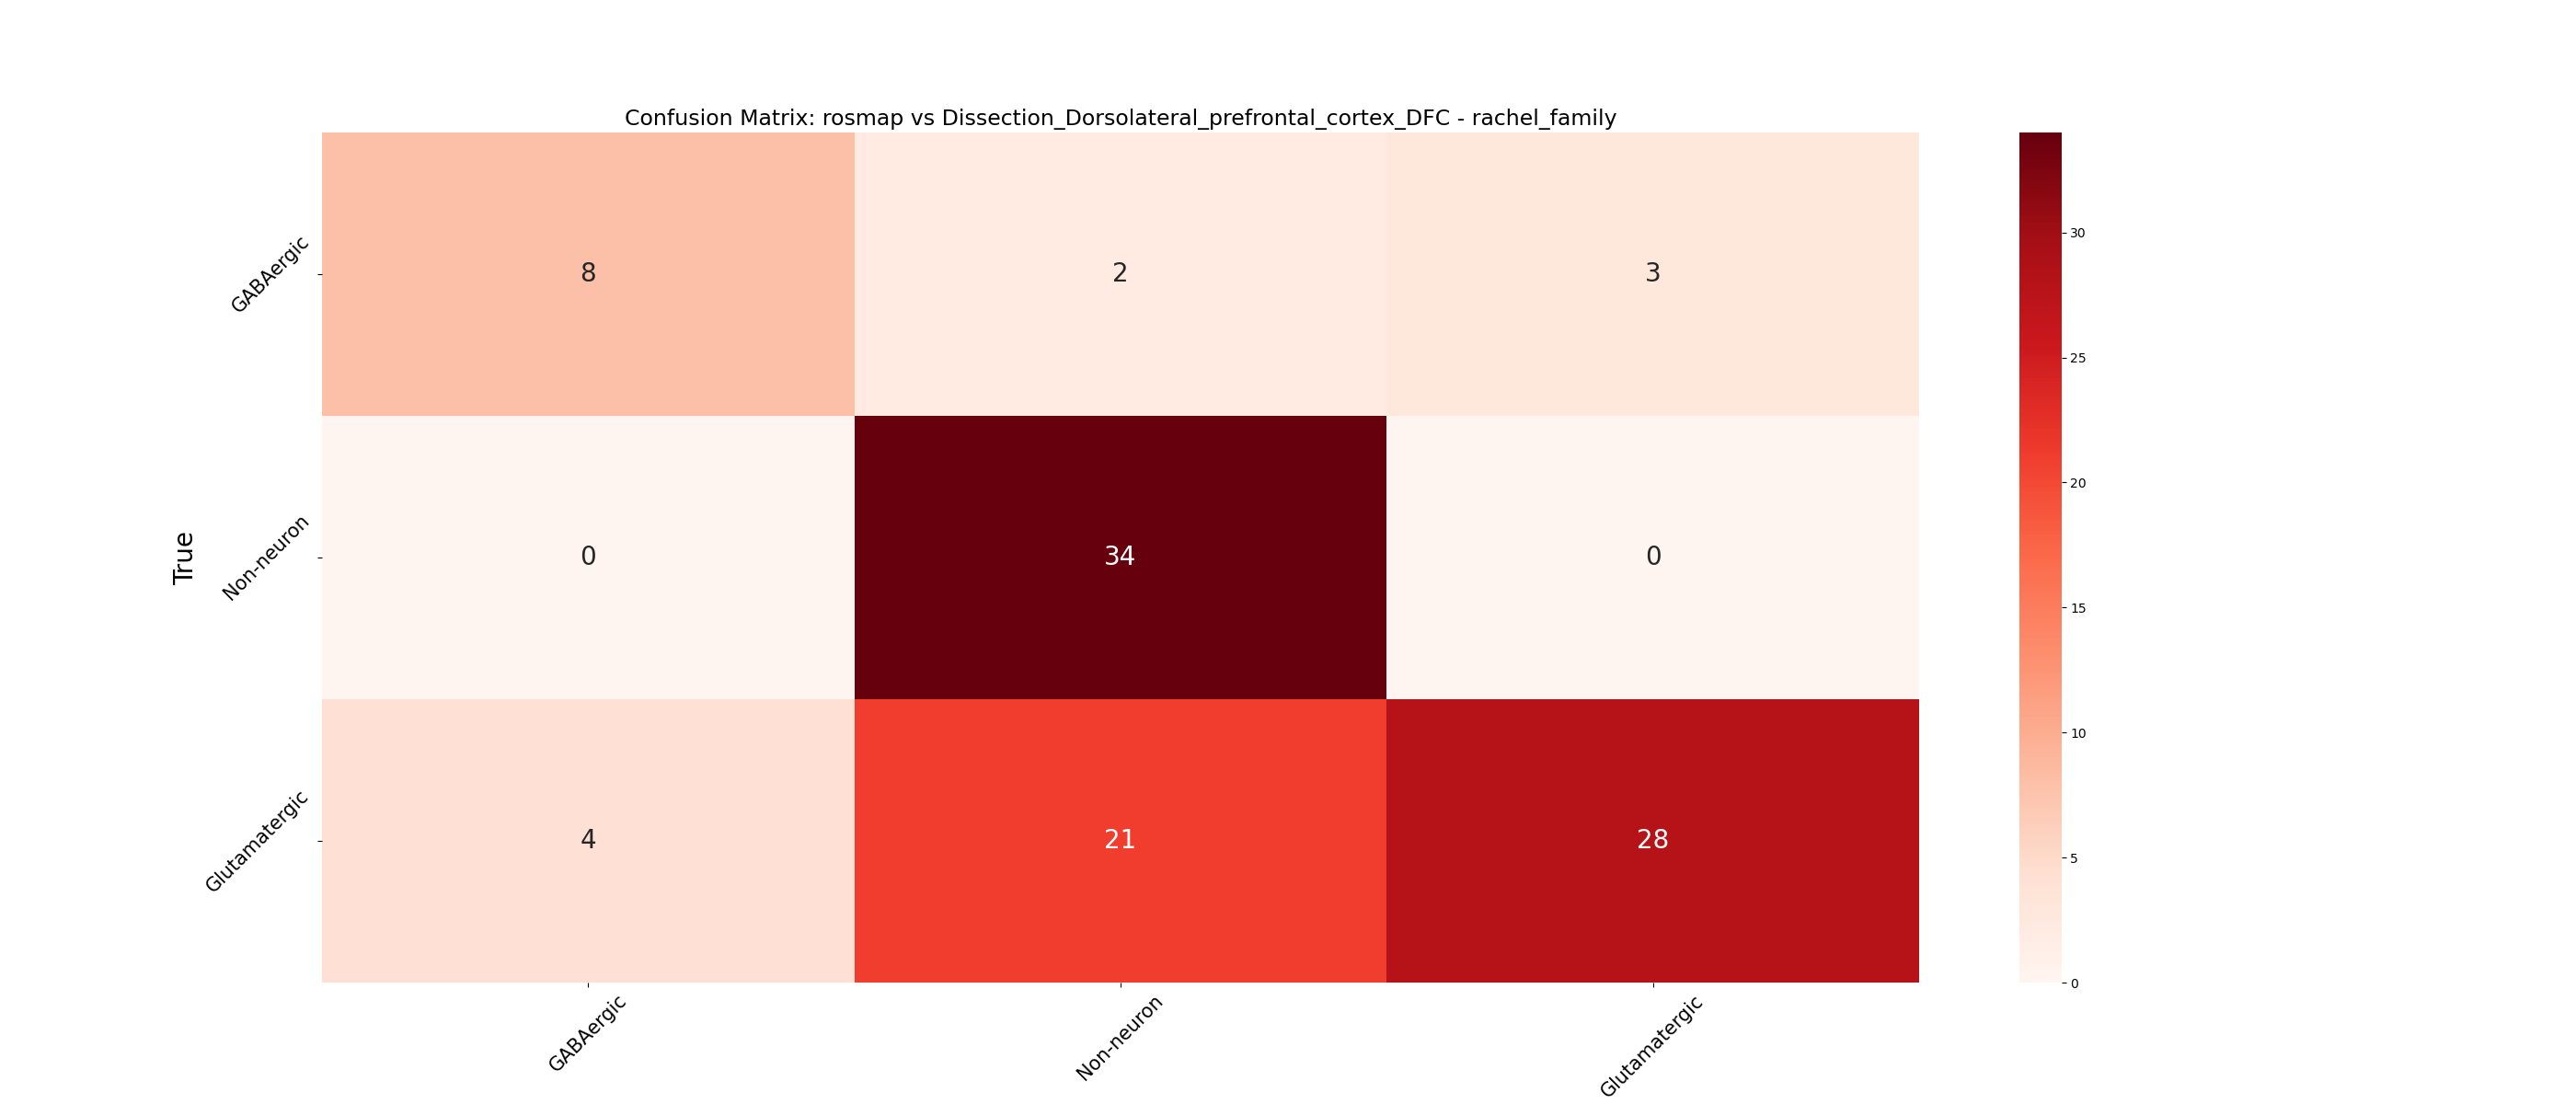 Confusion Matrix: rosmap vs Dissection_Dorsolateral_prefrontal_cortex_DFC - rachel_family
True
GABAergic
8
2
3
Non-neuron
0
34
0
Glutamatergic
4
21
28
GABAergic
Non-neuron
Glutamatergic
30
25
20
15
10
5
0